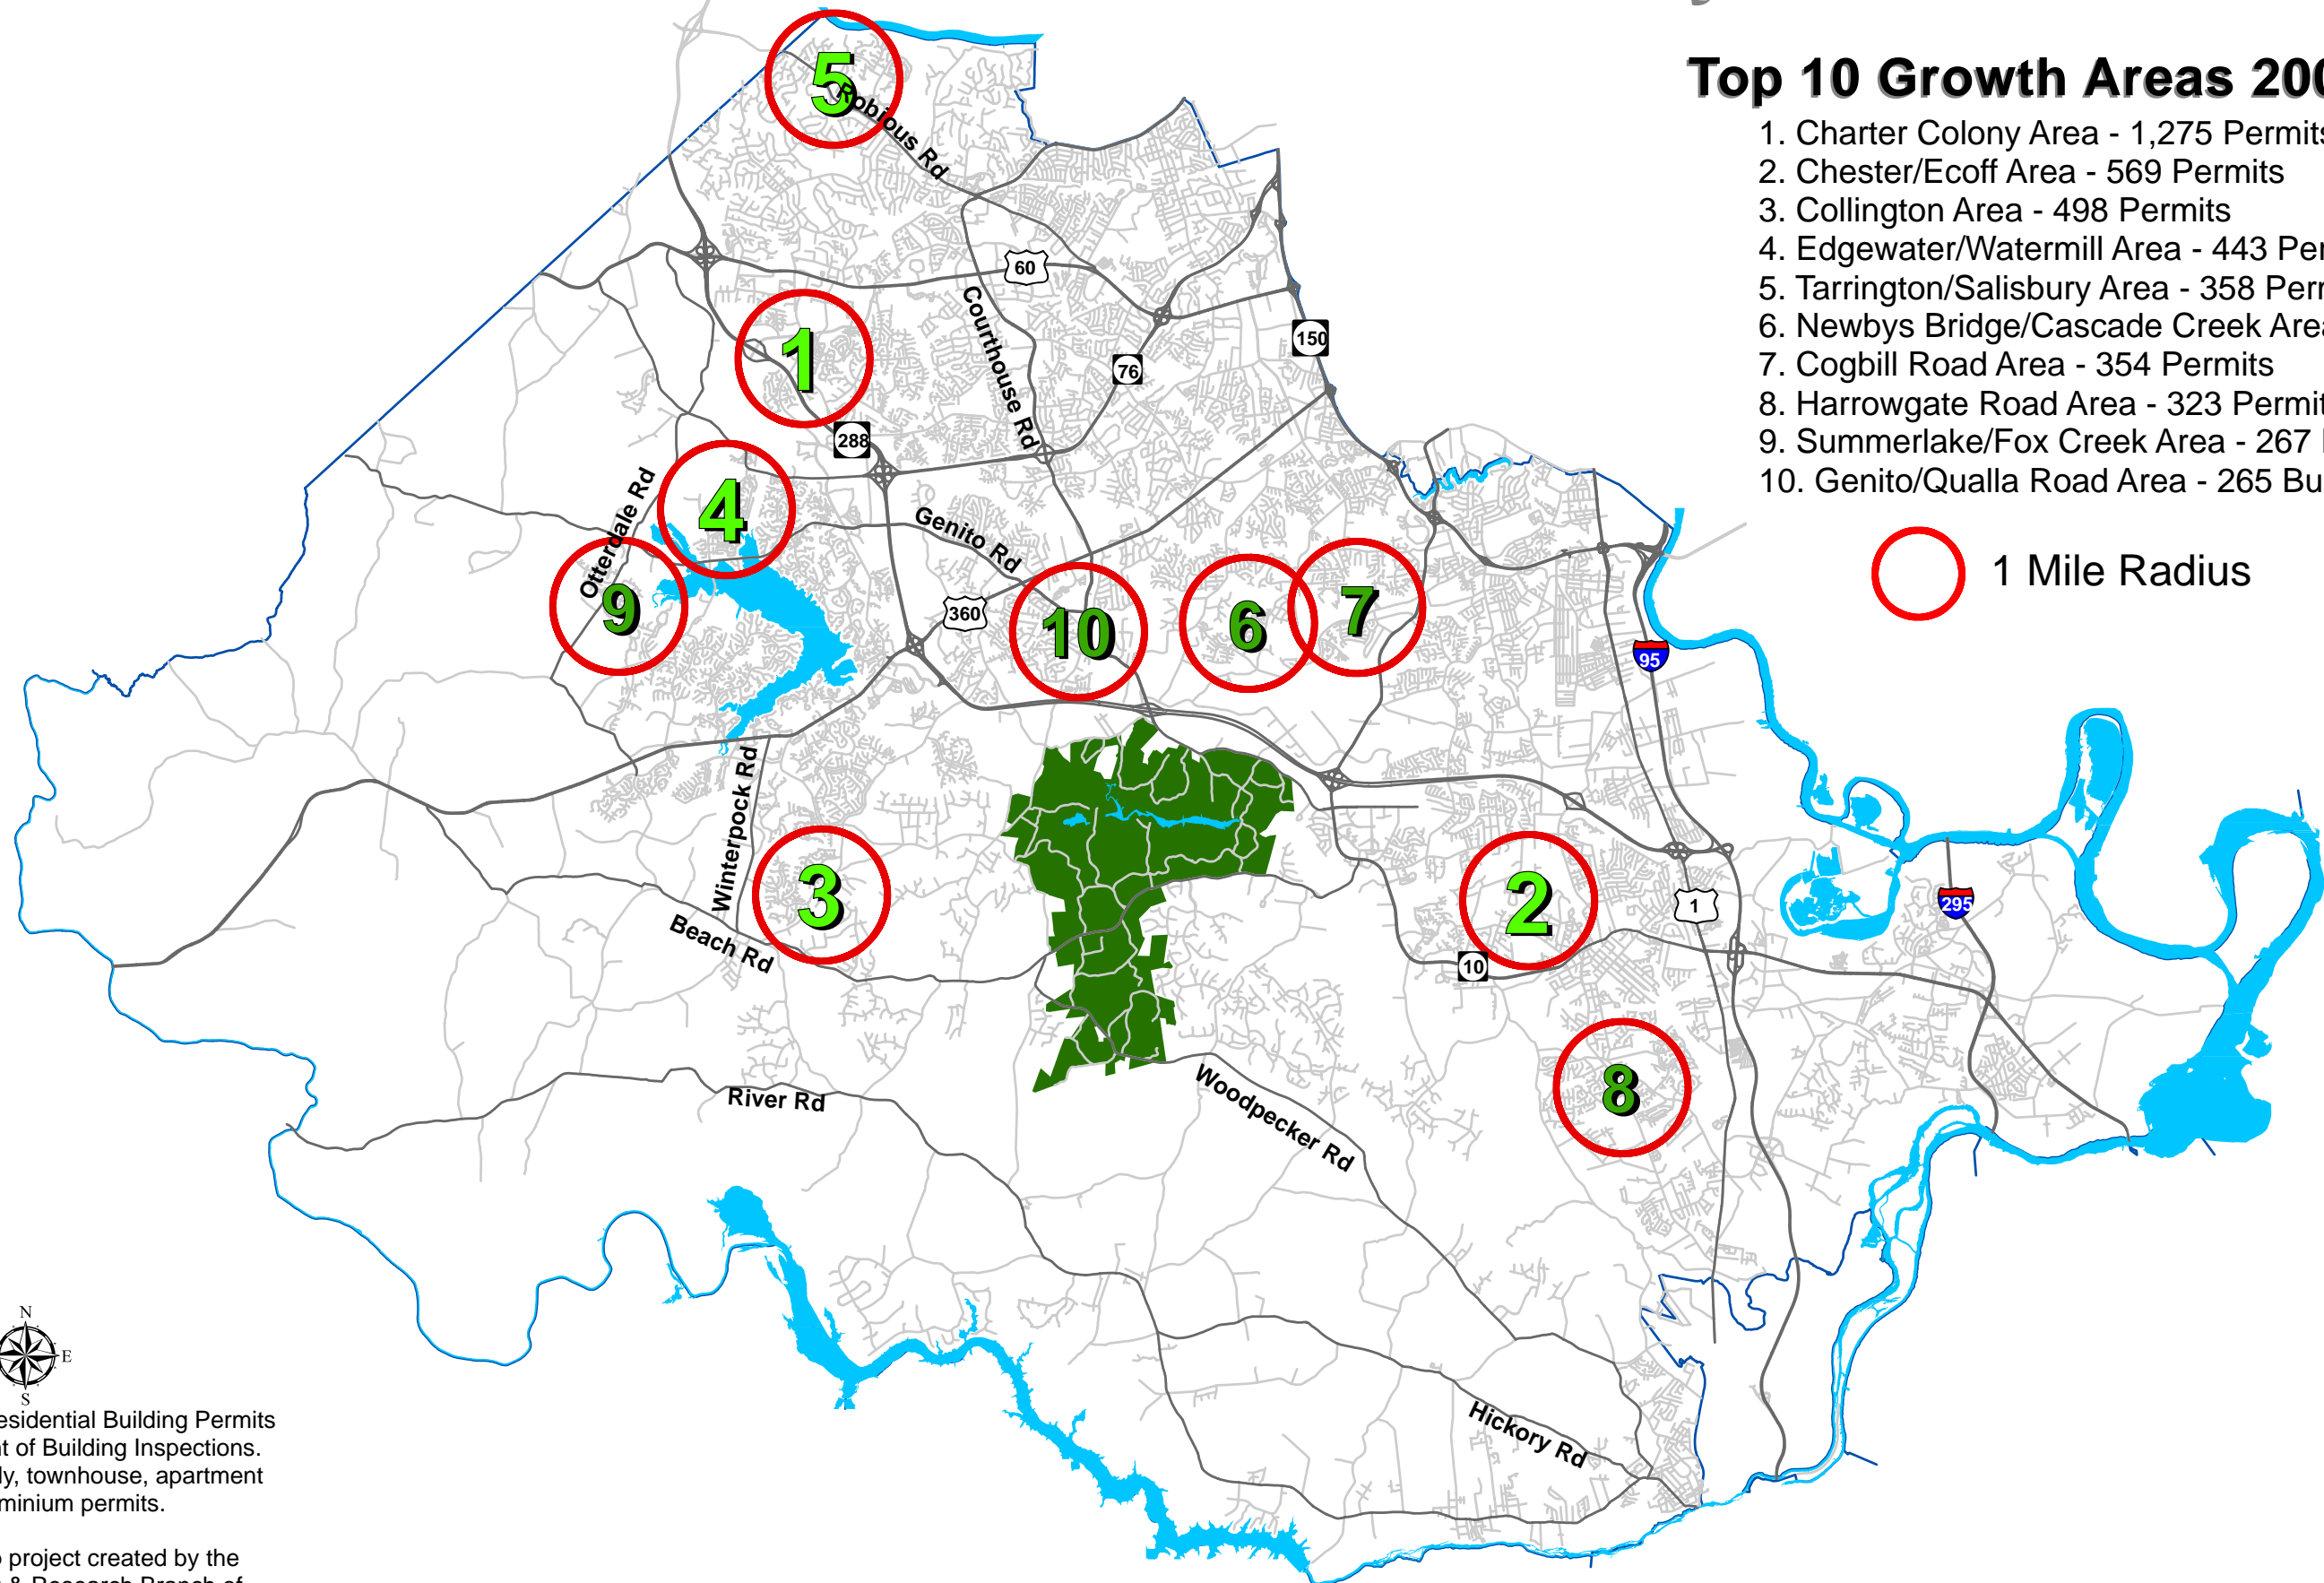 Top 10 Growth Areas 200
1. Charter Colony Area - 1,275 Permits
2. Chester/Ecoff Area - 569 Permits
3. Collington Area - 498 Permits
4. Edgewater/Watermill Area - 443 Per
5. Tarrington/Salisbury Area - 358 Perm
6. Newbys Bridge/Cascade Creek Area
7. Cogbill Road Area - 354 Permits
8. Harrowgate Road Area - 323 Permit
9. Summerlake/Fox Creek Area - 267
10. Genito/Qualla Road Area - 265 Bu
1 Mile Radius
5
Robious Rd
60
Courthouse Rd
1
150
76
288
Otterdale Rd
4
Genito Rd
9
360
10
6
7
95
Winterpock Rd
3
Beach Rd
2
1
295
10
8
River Rd
Woodpecker Rd
Hickory Rd
N
E
S
esidential Building Permits
t of Building Inspections.
ly, townhouse, apartment
minium permits.
project created by the
& Research Branch of